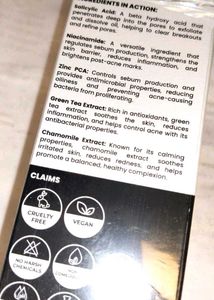 INGREDIENTS IN ACTION:
Salicylic Acid: A beta hydroxy acid that
penetrates deep into the pores to exfoliate
and dissolve oil, helping to clear breakouts
and refine pores.
Niacinamide: A versatile ingredient that
regulates sebum production, strengthens the
skin barrier, reduces inflammation, and
brightens post-acne marks.
Zinc PCA: Controls sebum production and
provides antimicrobial properties, reducing
oiliness and preventing acne-causing
bacteria from proliferating.
Green Tea Extract: Rich in antioxidants, green
tea extract soothes the skin, reduces
inflammation, and helps control acne with its
antibacterial properties.
Chamomile Extract: Known for its calming
properties, chamomile extract soothes
irritated skin, reduces redness, and helps
promote a balanced, healthy complexion.
CLAIMS
CRUELTY
FREE
VEGAN
NO HARSH
CHEMICALS
NON